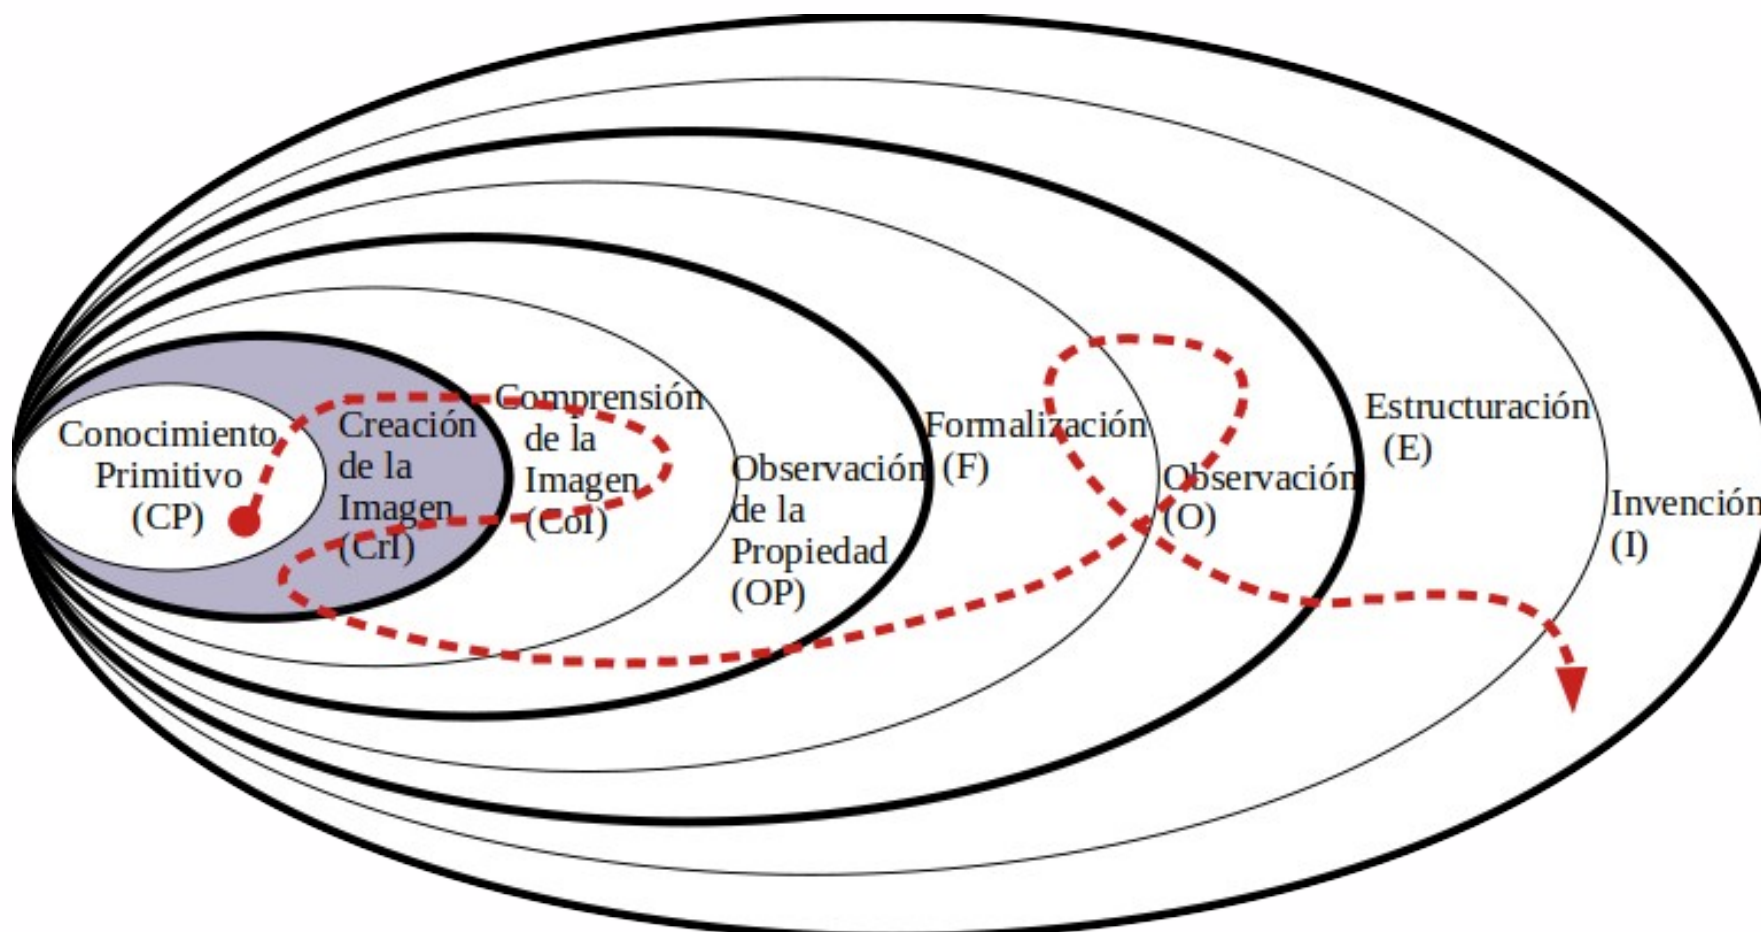 Conocimiento
Primitivo
(CP)
Creación
de la
Imagen
(CrI)
Comprensión
de la
Imagen
(CoI)
Observación
de la
Propiedad
(OP)
Formalización
(F)
Observación
(O)
Estructuración
(E)
Invención
(I)